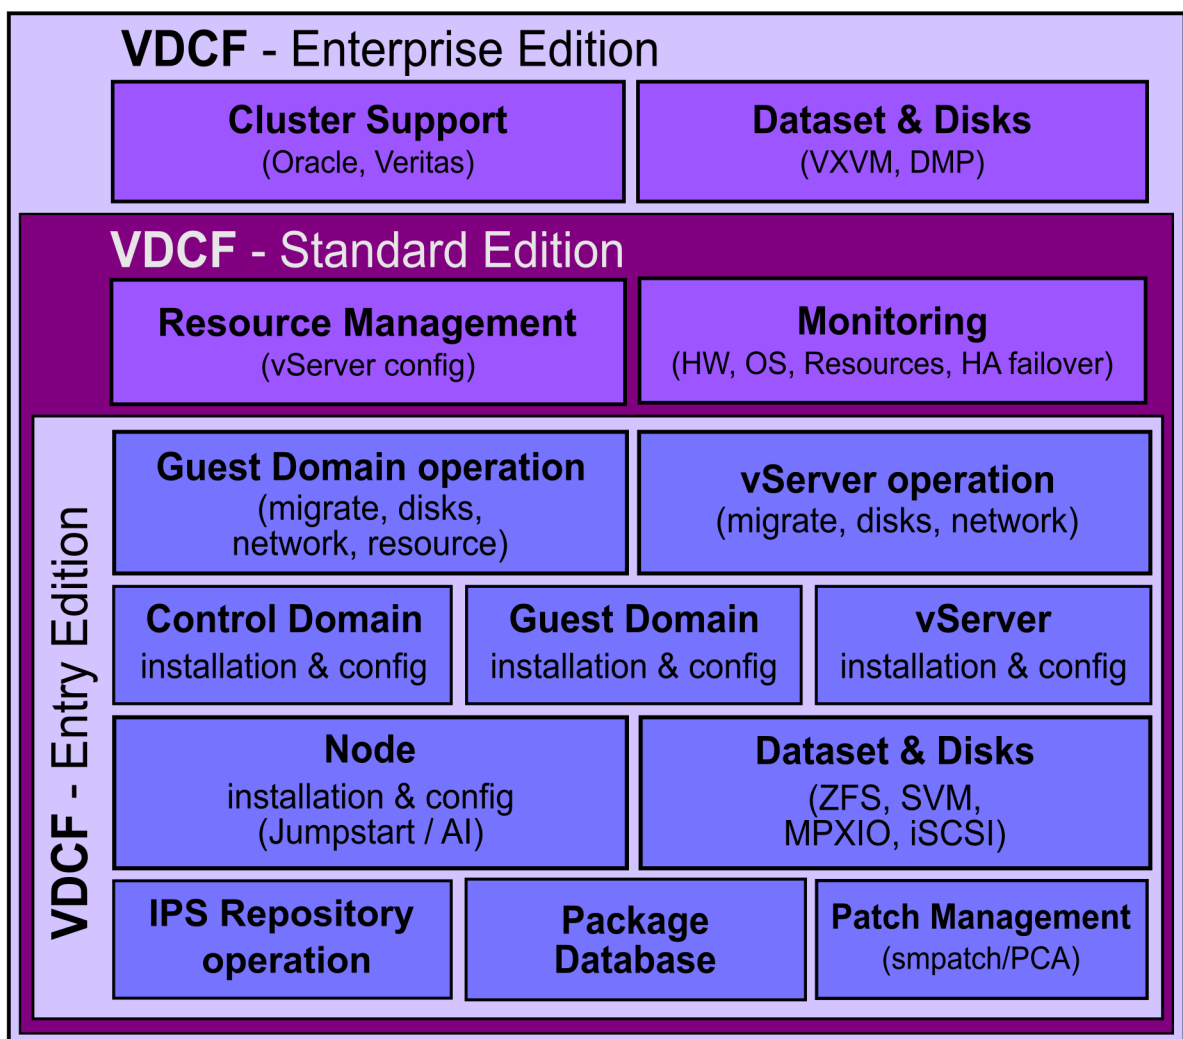 VDCF - Enterprise Edition
Cluster Support
(Oracle, Veritas)
Dataset & Disks
(VXVM, DMP)
VDCF - Standard Edition
Resource Management
(vServer config)
Monitoring
(HW, OS, Resources, HA failover)
VDCF - Entry Edition
Guest Domain operation
(migrate, disks,
network, resource)
vServer operation
(migrate, disks, network)
Control Domain
installation & config
Guest Domain
installation & config
vServer
installation & config
Node
installation & config
(Jumpstart / AI)
Dataset & Disks
(ZFS, SVM,
MPXIO, iSCSI)
IPS Repository
operation
Package
Database
Patch Management
(smpatch/PCA)